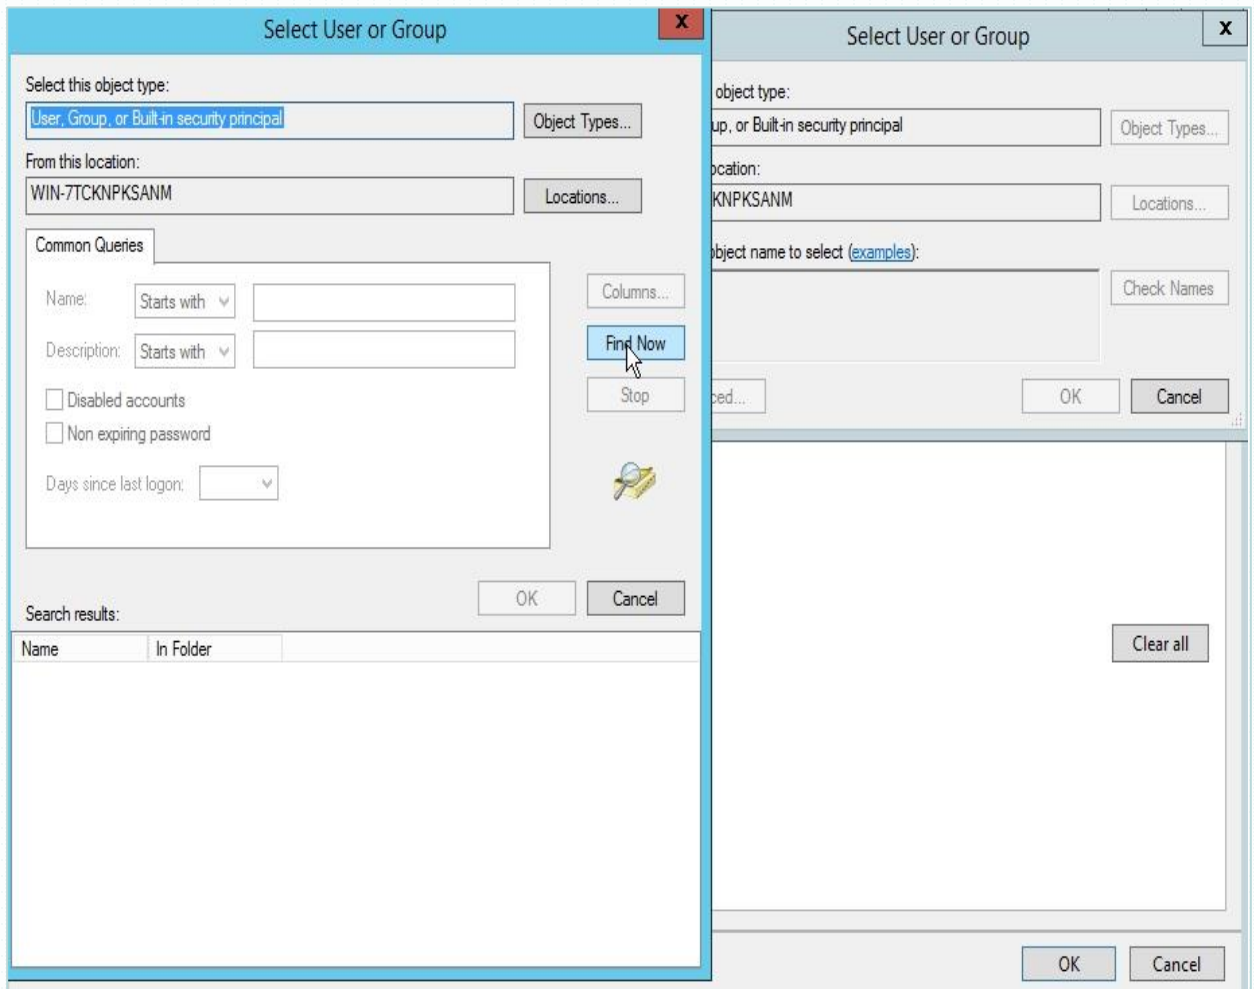 Select User or Group
X
Select this object type:
User, Group, or Built-in security principal
Object Types...
From this location:
WIN-7TCKNPKSANM
Locations...
Common Queries
Name:
Starts with
Description:
Starts with
Disabled accounts
Non expiring password
Days since last logon:
Columns...
Find Now
Stop
OK
Cancel
Search results:
Name
In Folder
Select User or Group
X
object type:
up, or Built-in security principal
Object Types...
ocation:
KNPKSANM
Locations...
object name to select (examples):
Check Names
ced...
OK
Cancel
Clear all
OK
Cancel